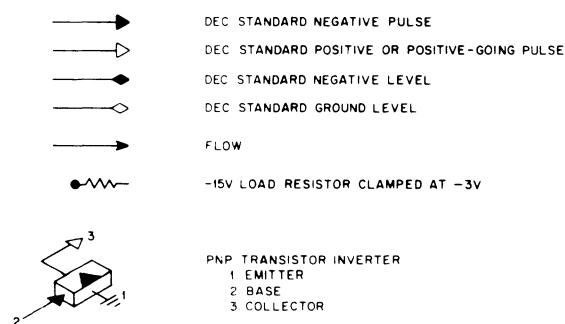 DEC STANDARD NEGATIVE PULSE
DEC STANDARD POSITIVE OR POSITIVE-GOING PULSE
DEC STANDARD NEGATIVE LEVEL
DEC STANDARD GROUND LEVEL
FLOW
-15V LOAD RESISTOR CLAMPED AT -3V
3
PNP TRANSISTOR INVERTER
1 EMITTER
1
2 BASE
3 COLLECTOR
2